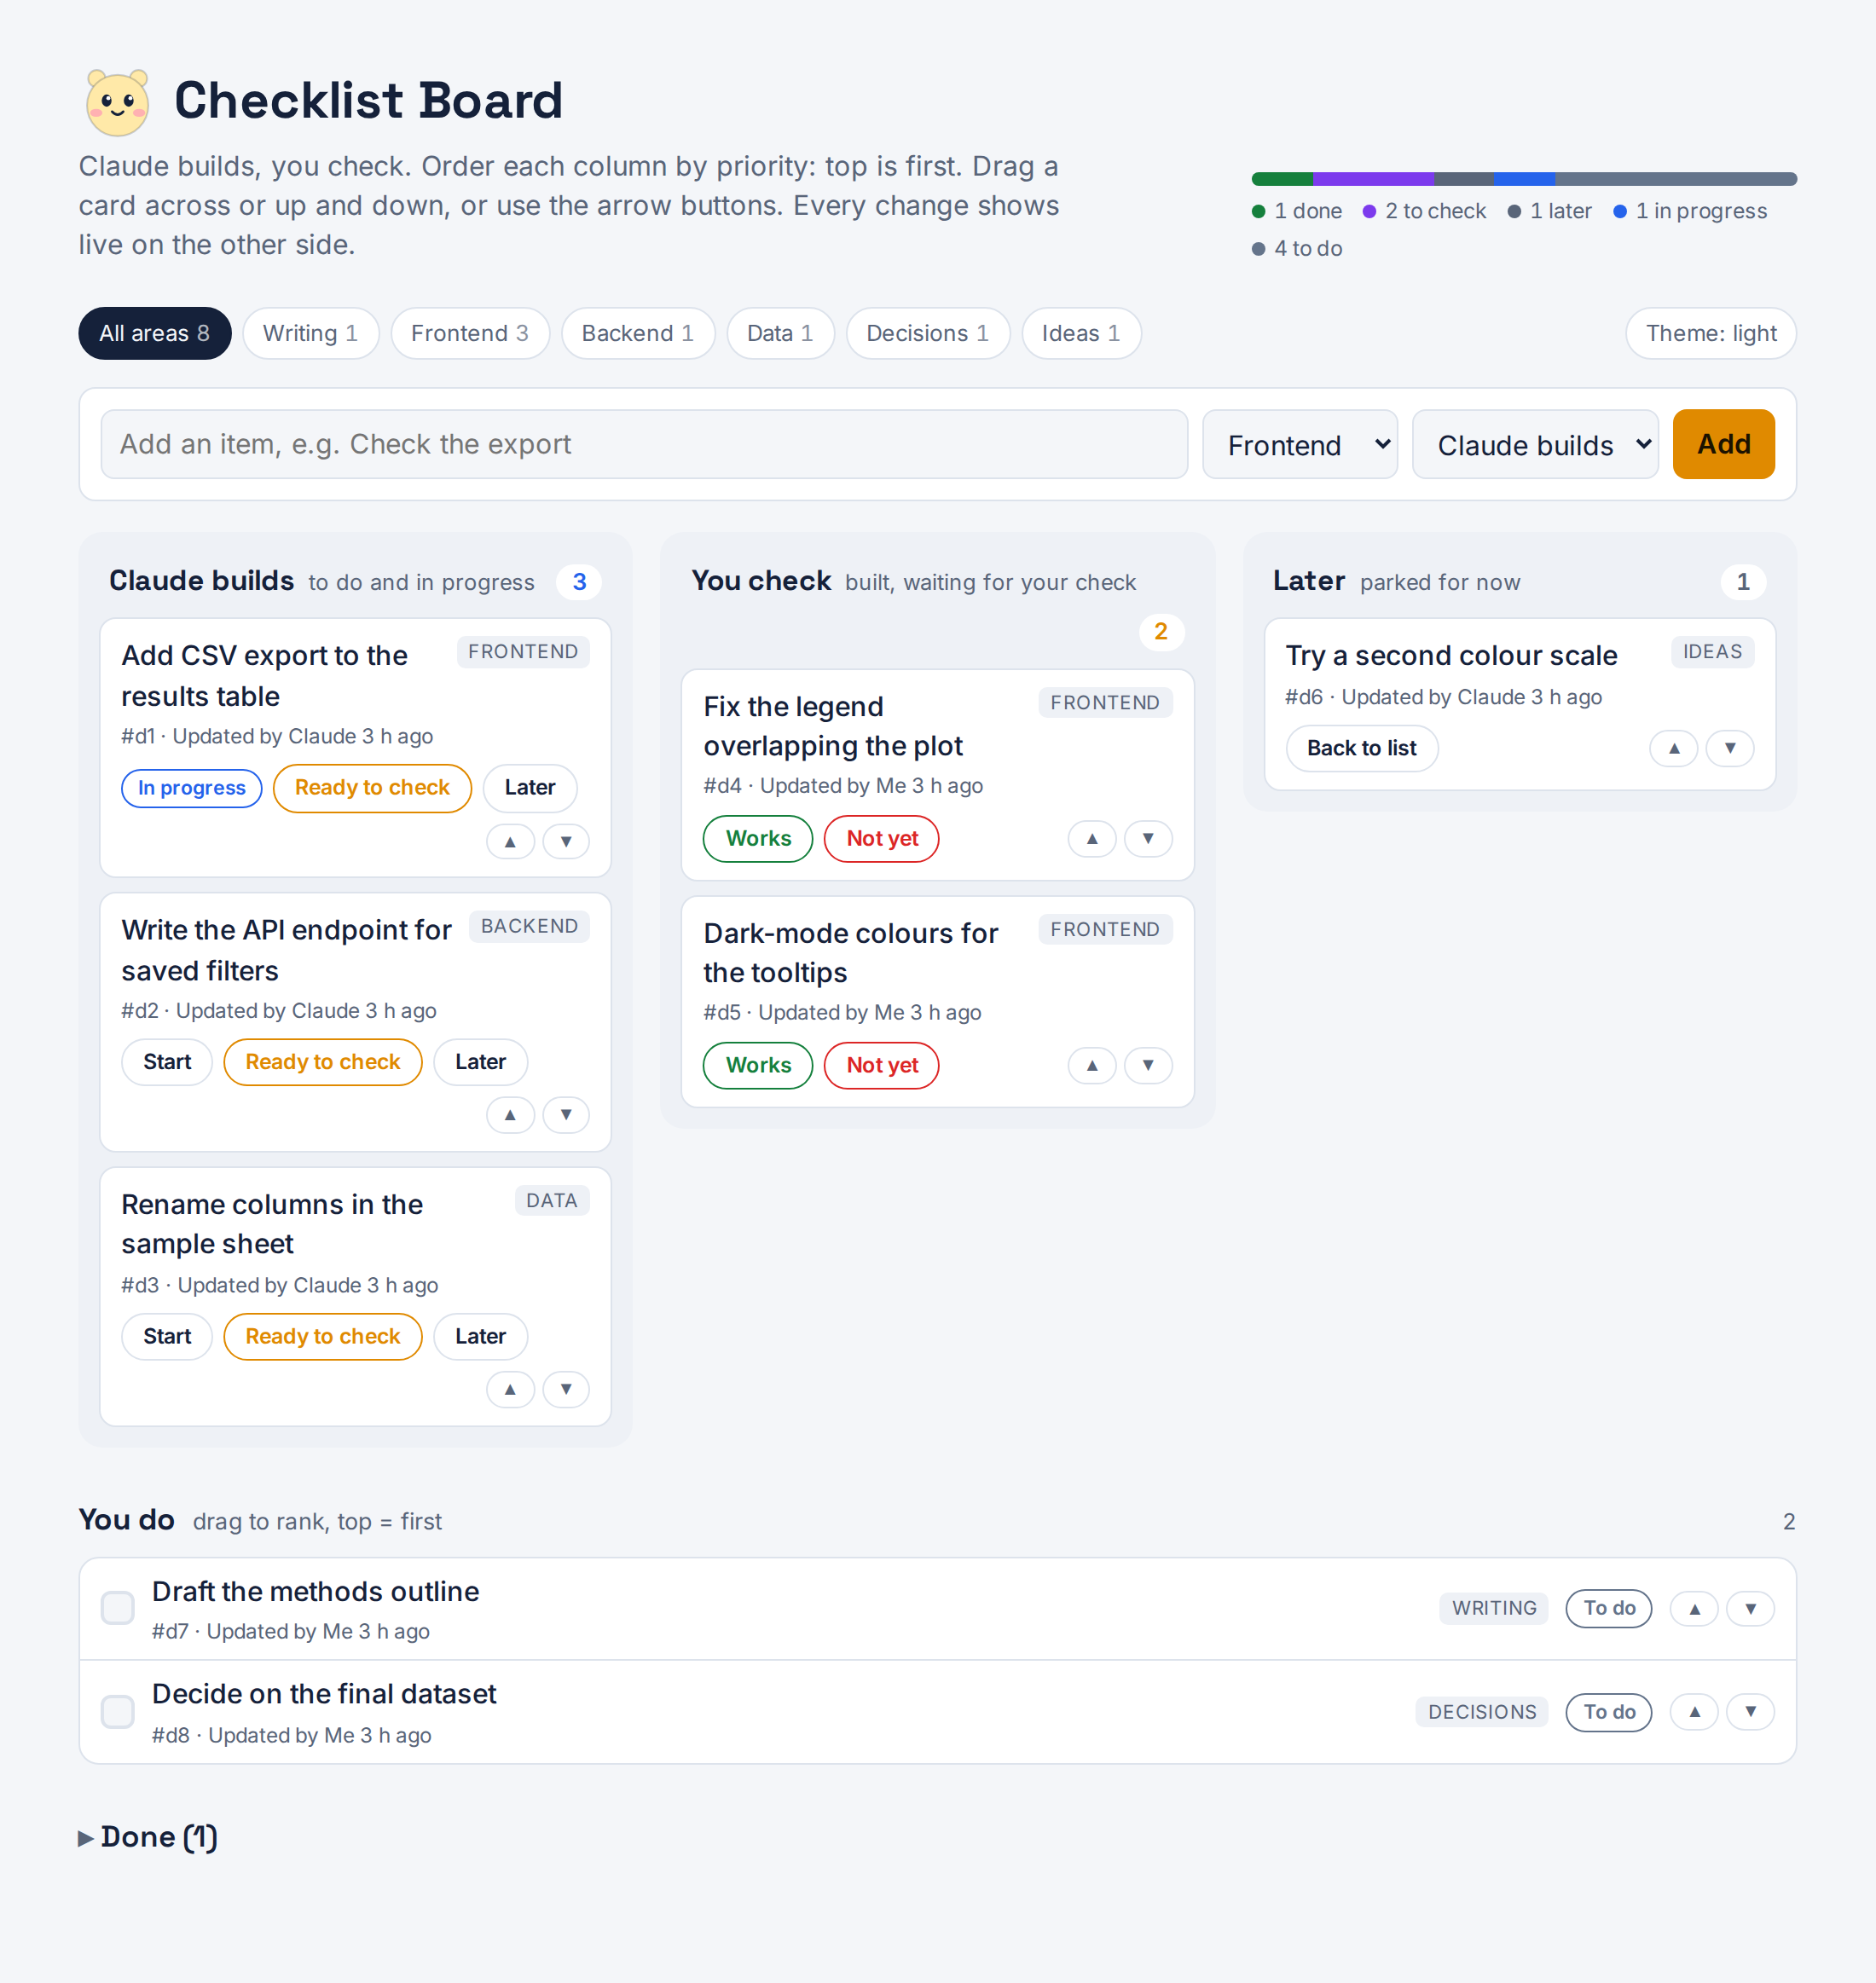 Checklist Board
Claude builds, you check. Order each column by priority: top is first. Drag a
card across or up and down, or use the arrow buttons. Every change shows
live on the other side.
1 done 2 to check 1 later 1 in progress
4 to do
All areas 8 Writing 1 Frontend 3 Backend 1 Data 1 Decisions 1 Ideas 1 Theme: light
Add an item, e.g. Check the export Frontend Claude builds Add
Claude builds to do and in progress 3
Add CSV export to the FRONTEND
results table
#d1 · Updated by Claude 3 h ago
In progress Ready to check Later
▲ ▼
Write the API endpoint for BACKEND
saved filters
#d2 · Updated by Claude 3 h ago
Start Ready to check Later
▲ ▼
Rename columns in the DATA
sample sheet
#d3 · Updated by Claude 3 h ago
Start Ready to check Later
▲ ▼
You check built, waiting for your check
2
Fix the legend FRONTEND
overlapping the plot
#d4 · Updated by Me 3 h ago
Works Not yet ▲ ▼
Dark-mode colours for FRONTEND
the tooltips
#d5 · Updated by Me 3 h ago
Works Not yet ▲ ▼
Later parked for now 1
Try a second colour scale IDEAS
#d6 · Updated by Claude 3 h ago
Back to list ▲ ▼
You do drag to rank, top = first 2
Draft the methods outline
#d7 · Updated by Me 3 h ago
WRITING To do ▲ ▼
Decide on the final dataset
#d8 · Updated by Me 3 h ago
DECISIONS To do ▲ ▼
▶ Done (1)